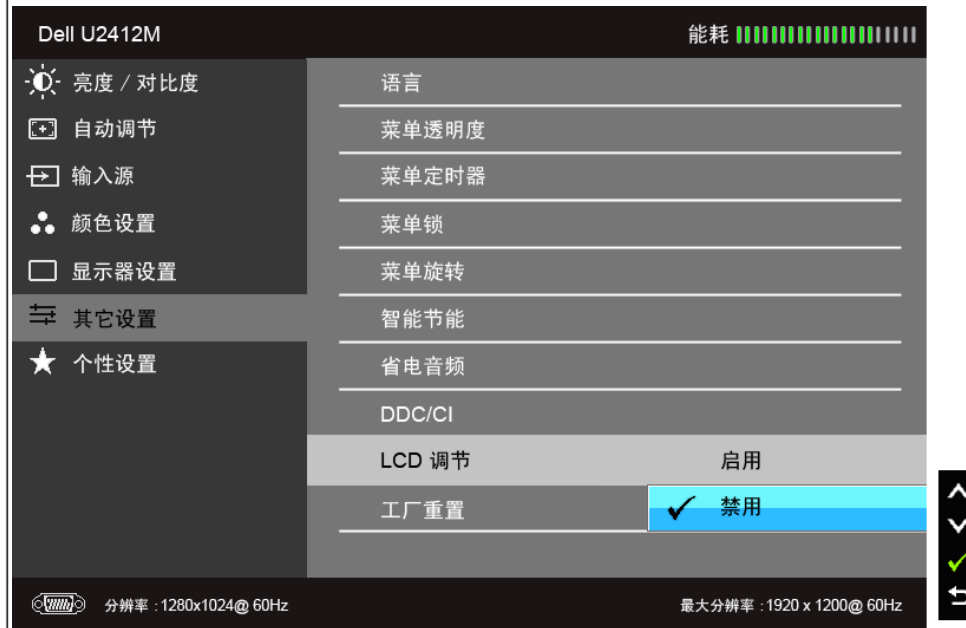 Dell U2412M
能耗
亮度 / 对比度
自动调节
输入源
颜色设置
显示器设置
其它设置
个性设置
语言
菜单透明度
菜单定时器
菜单锁
菜单旋转
智能节能
省电音频
DDC/CI
LCD 调节
启用
工厂重置
禁用
分辨率 : 1280x1024@ 60Hz
最大分辨率 : 1920 x 1200@ 60Hz